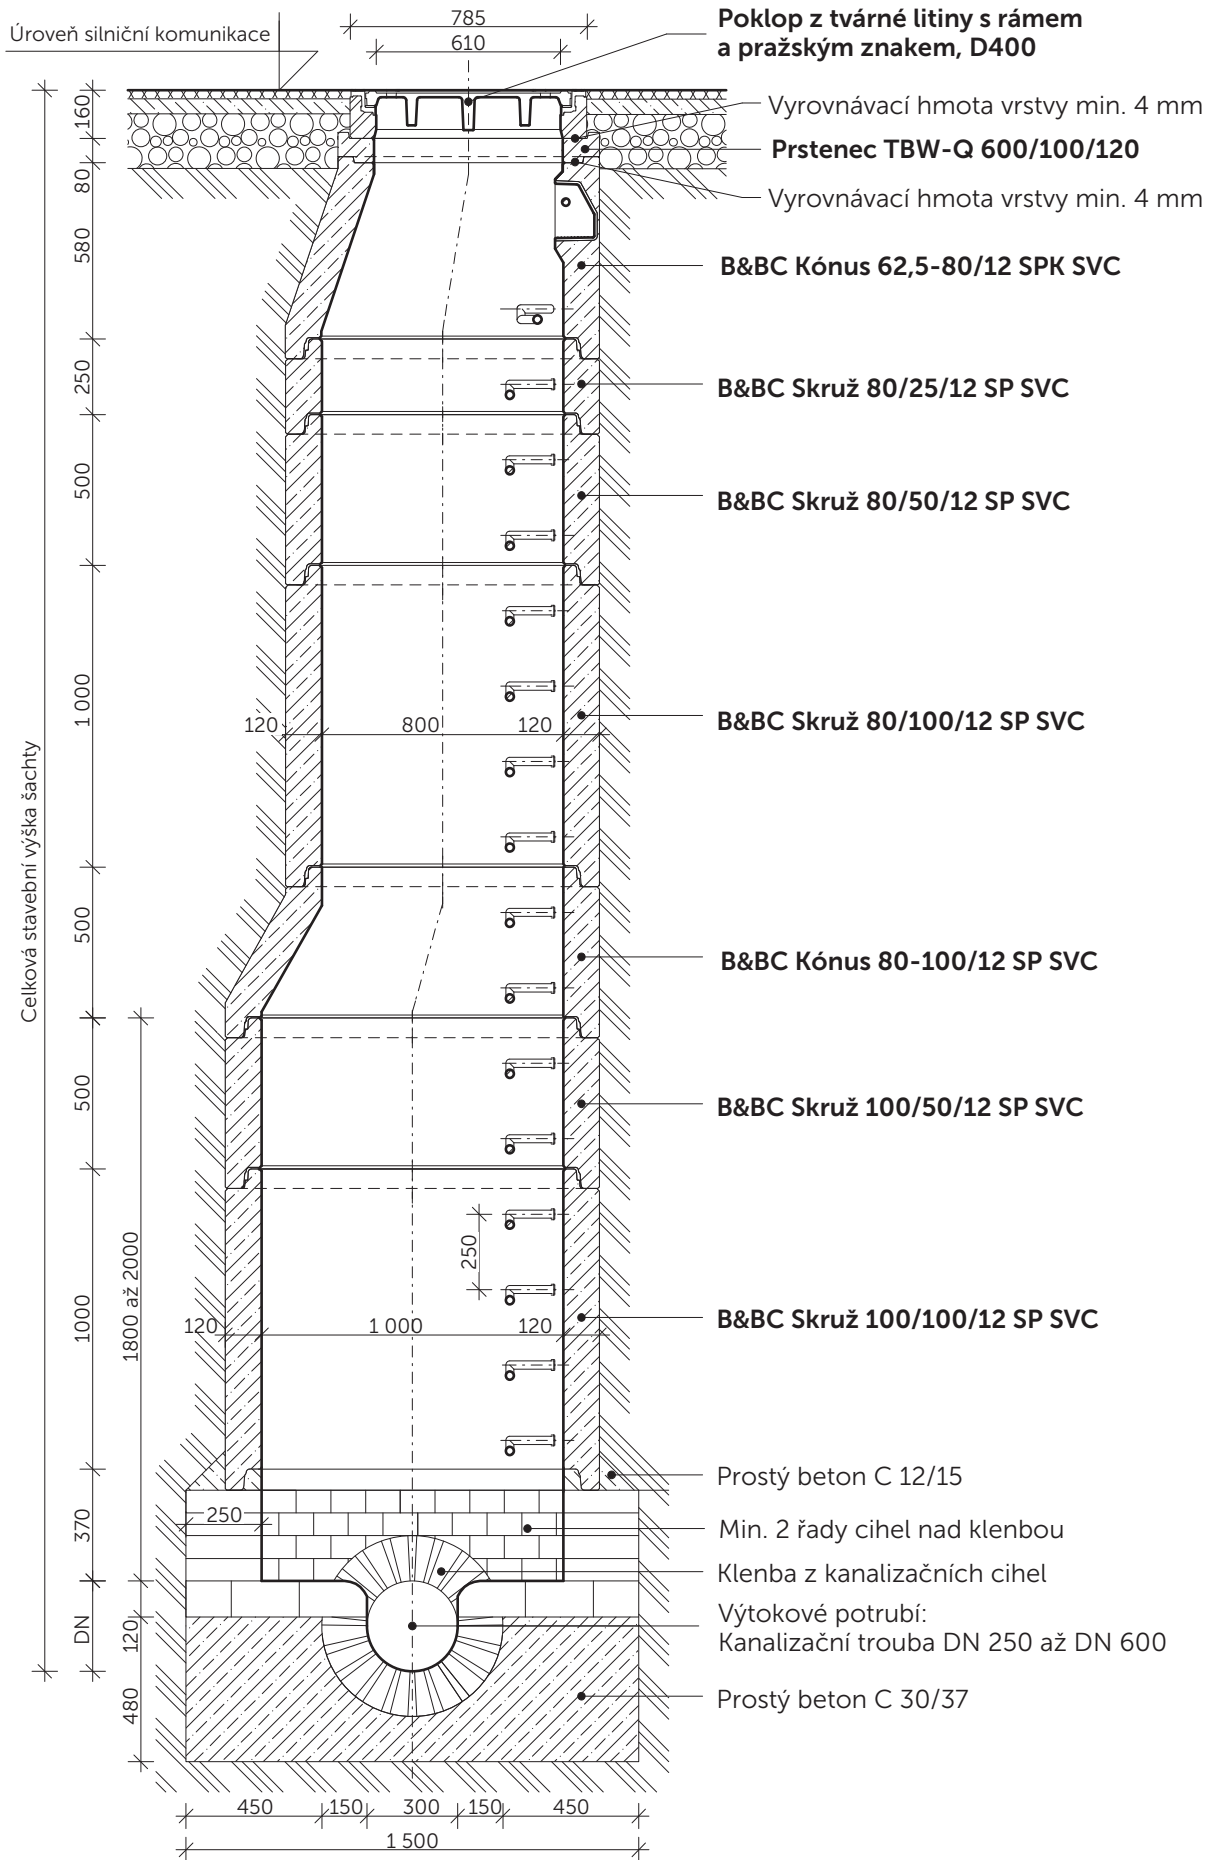 785
610
Úroveň silniční komunikace
Poklop z tvárné litiny s rámem
a pražským znakem, D400
160
Vyrovnávací hmota vrstvy min. 4 mm
Prstenec TBW-Q 600/100/120
80
Vyrovnávací hmota vrstvy min. 4 mm
580
B&BC Kónus 62,5-80/12 SPK SVC
250
B&BC Skruž 80/25/12 SP SVC
500
B&BC Skruž 80/50/12 SP SVC
1 000
120
800
120
B&BC Skruž 80/100/12 SP SVC
Celková stavební výška šachty
500
B&BC Kónus 80-100/12 SP SVC
500
B&BC Skruž 100/50/12 SP SVC
1800 až 2000
250
1000
120
1 000
120
B&BC Skruž 100/100/12 SP SVC
Prostý beton C 12/15
370
250
Min. 2 řady cihel nad klenbou
Klenba z kanalizačních cihel
DN
120
Výtokové potrubí:
Kanalizační trouba DN 250 až DN 600
480
Prostý beton C 30/37
450
150
300
150
450
1 500